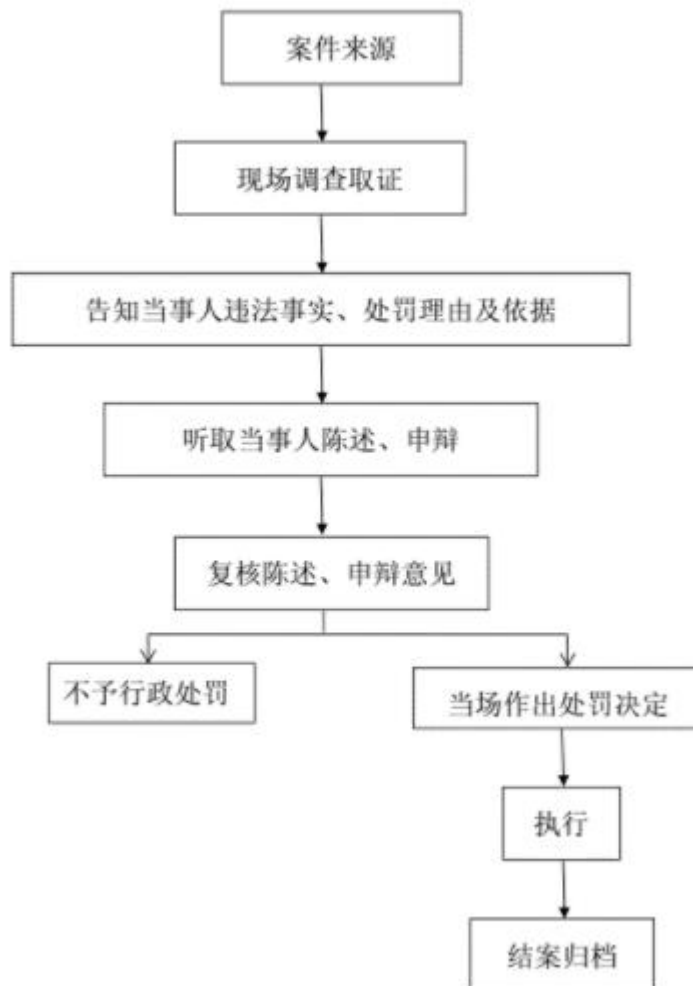 案件来源
现场调查取证
告知当事人违法事实、处罚理由及依据
听取当事人陈述、申辩
复核陈述、申辩意见
不予行政处罚
当场作出处罚决定
执行
结案归档